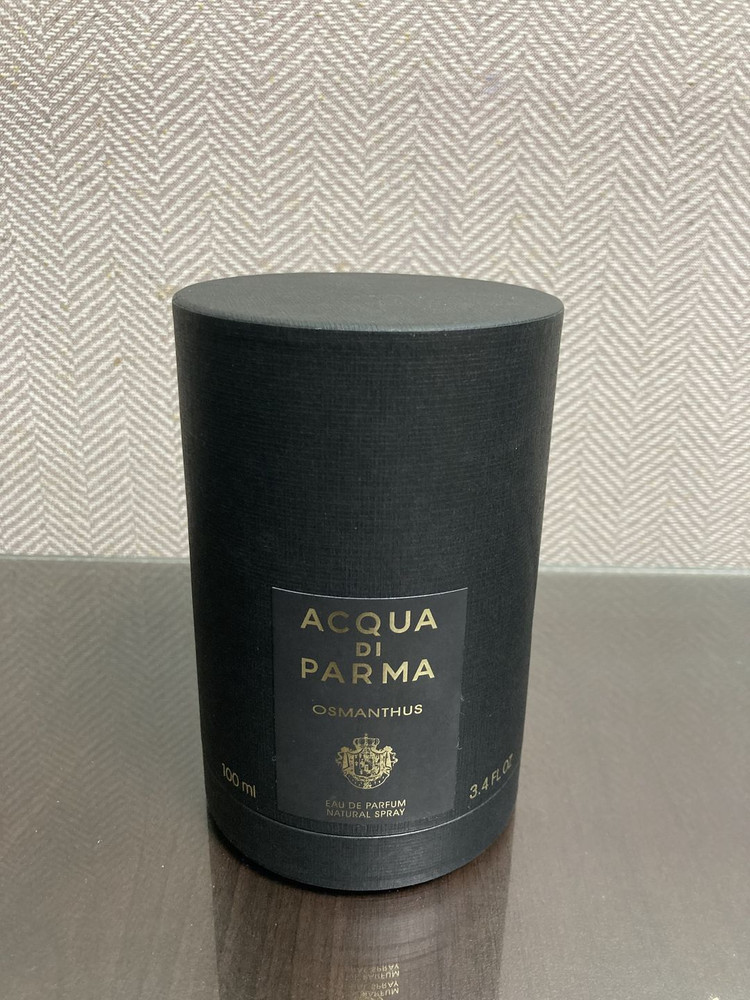 ACQUA
DI
PARMA
OSMANTHUS
100 ml
3.4 FL OZ
EAU DE PARFUM
NATURAL SPRAY